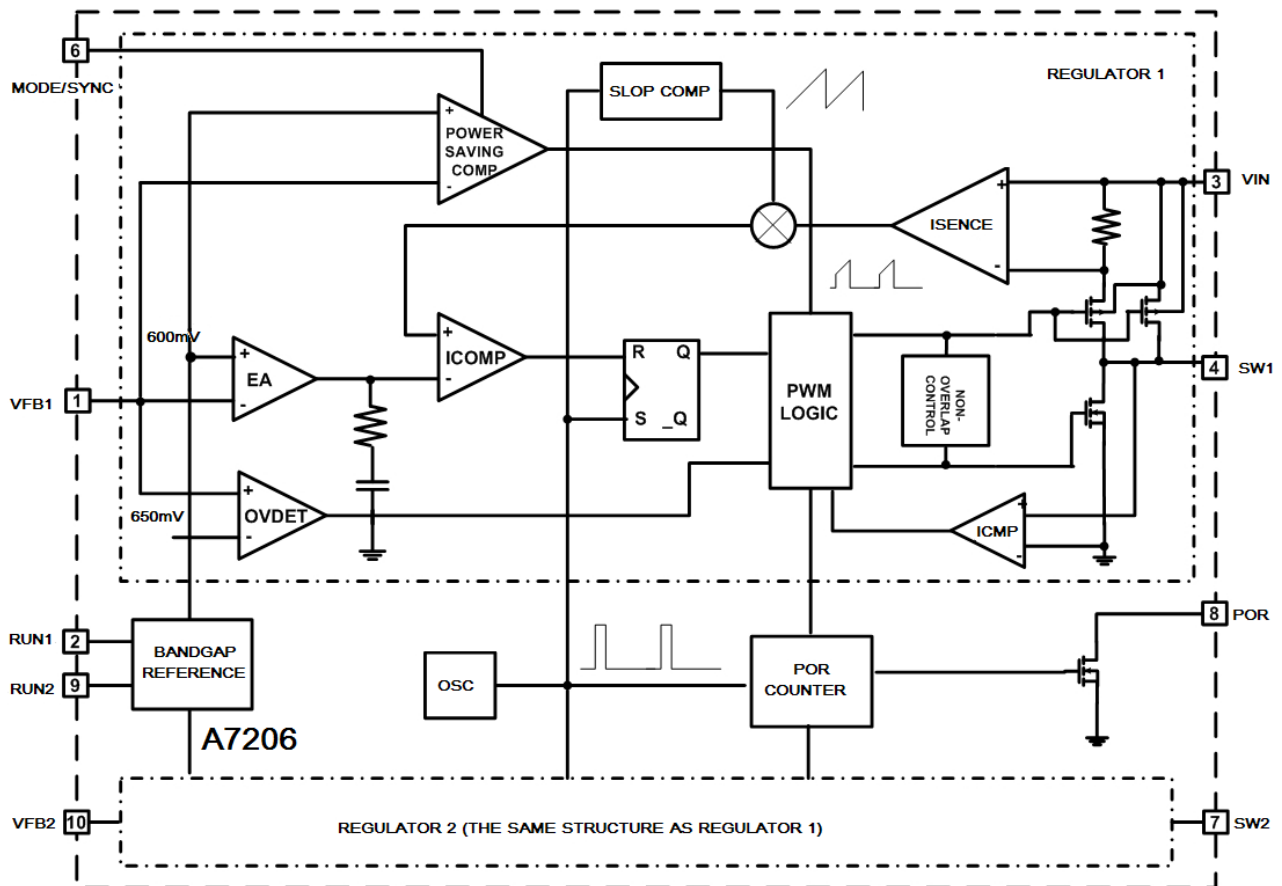 6
MODE/SYNC
REGULATOR 1
SLOP COMP
+
POWER
SAVING
COMP
-
3
VIN
+
ISENCE
-
600mV
+
EA
-
+
ICOMP
-
R
Q
S
_Q
PWM
LOGIC
NON-
OVERLAP
CONTROL
4
SW1
VFB1
1
650mV
+
OVDET
-
+
ICMP
-
RUN1
2
RUN2
9
BANDGAP
REFERENCE
OSC
POR
COUNTER
8
POR
A7206
VFB2
10
REGULATOR 2 (THE SAME STRUCTURE AS REGULATOR 1)
7
SW2